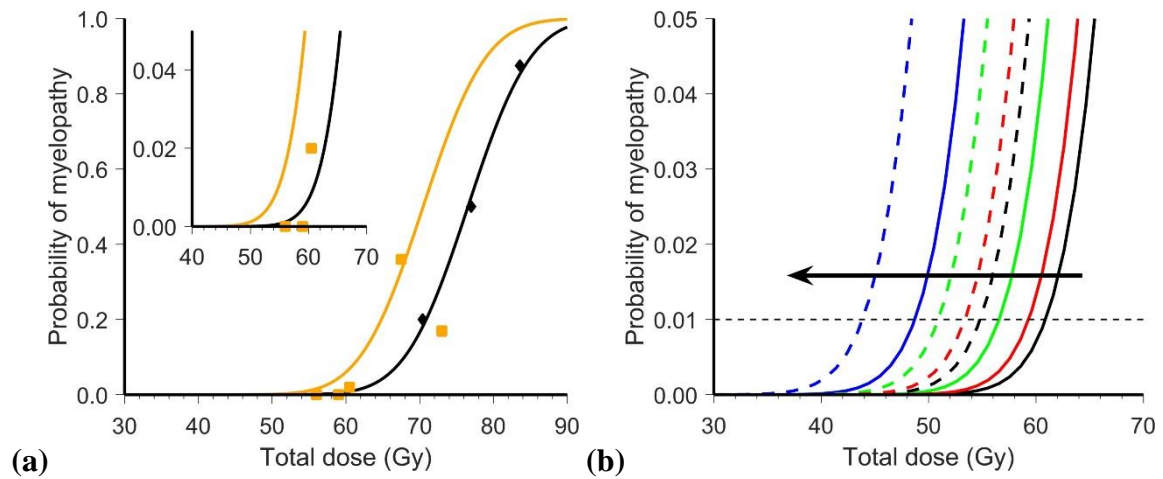 Probability of myelopathy
1.0
0.8
0.6
0.4
0.2
0.0
0.04
0.02
0.00
40 50 60 70
30 40 50 60 70 80 90
Total dose (Gy)
(a)
Probability of myelopathy
0.05
0.04
0.03
0.02
0.01
0.00
30 40 50 60 70
Total dose (Gy)
(b)